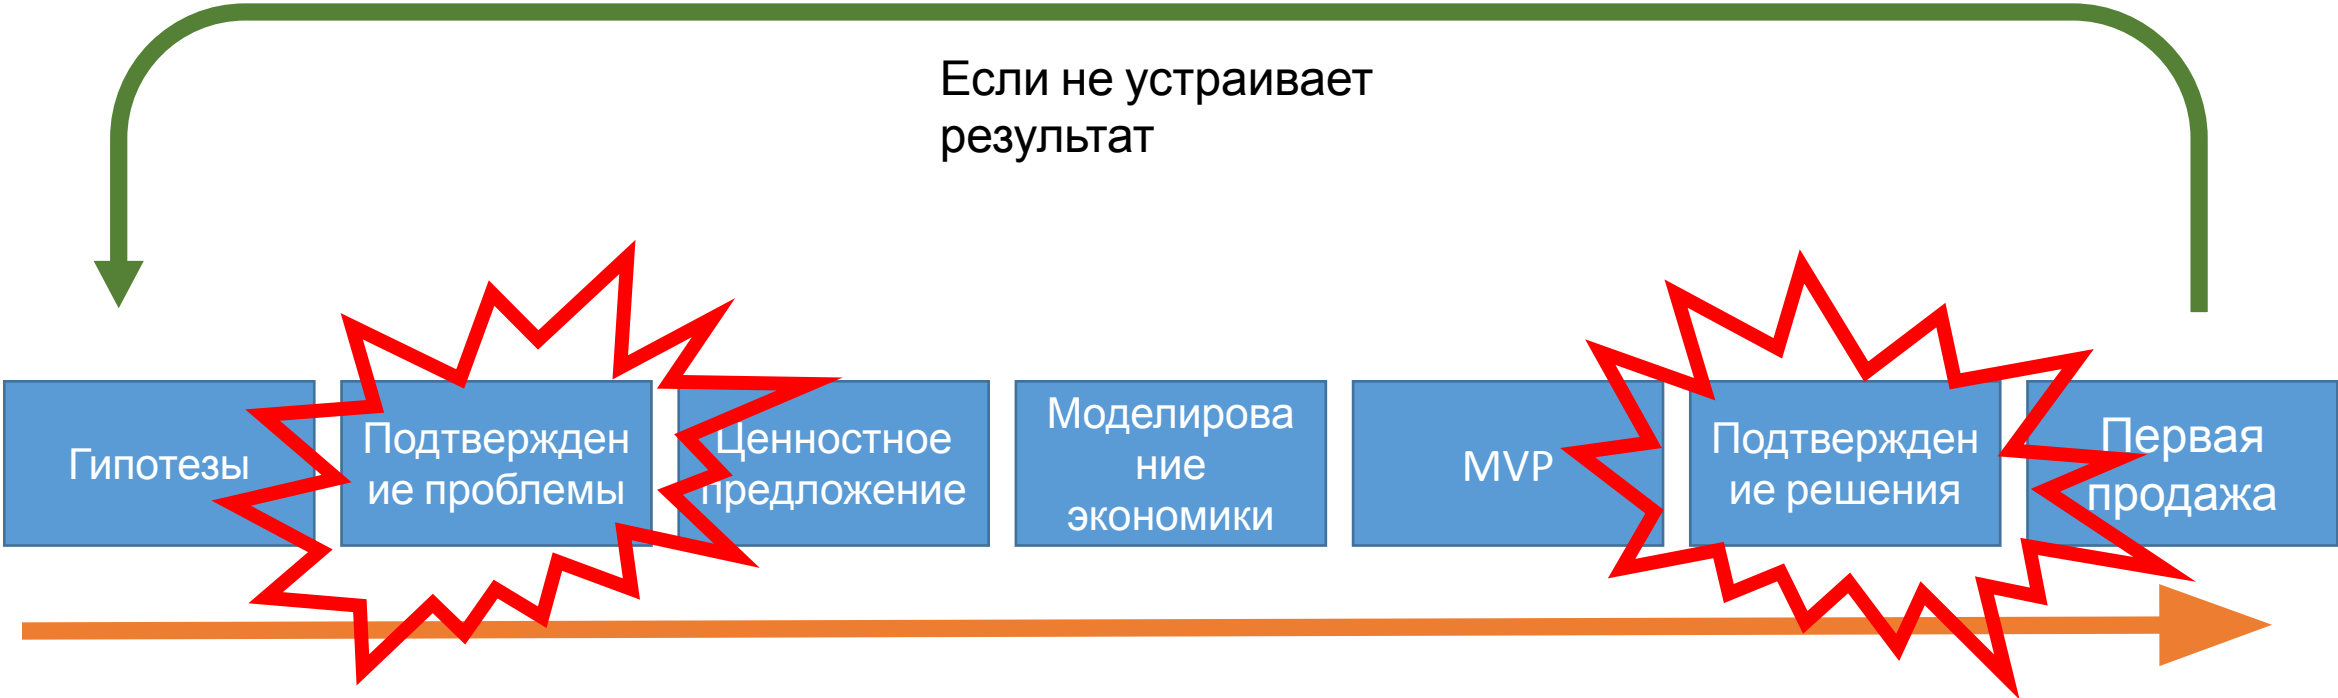 Если не устраивает
результат
Гипотезы
Подтвержден
ие проблемы
Ценностное
предложение
Моделирова
ние
экономики
MVP
Подтвержден
ие решения
Первая
продажа